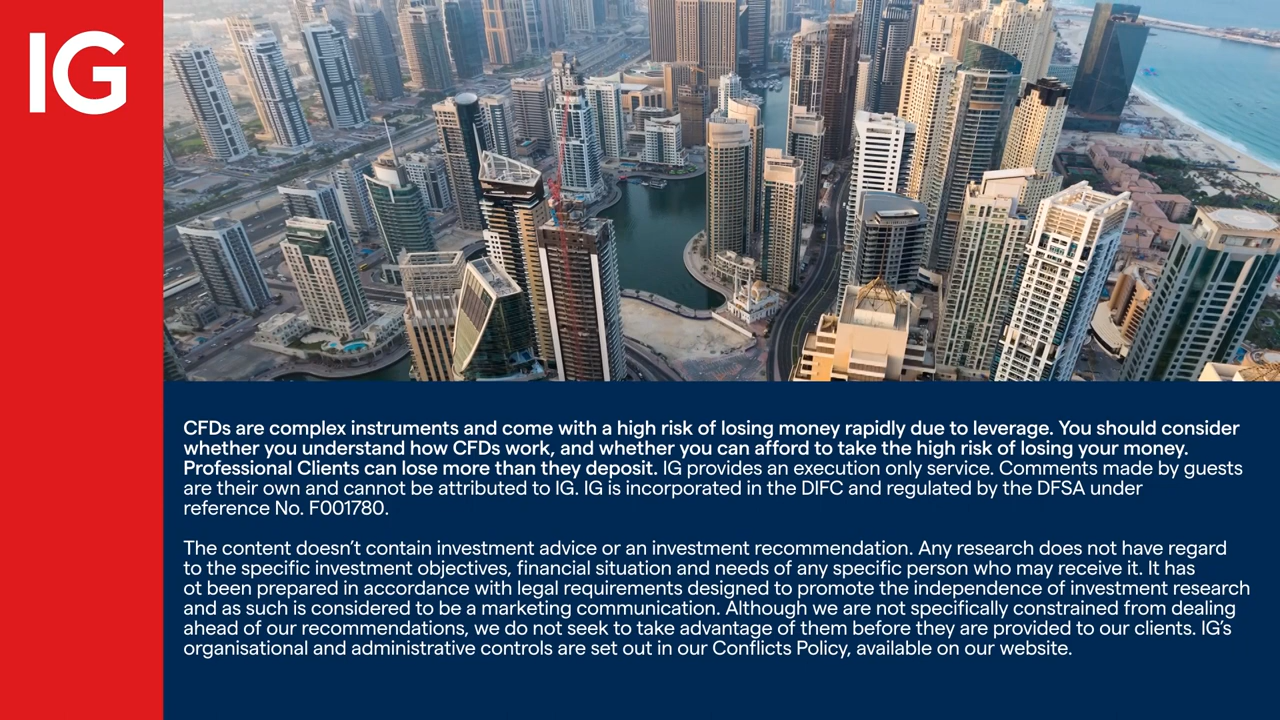 IG
CFDs are complex instruments and come with a high risk of losing money rapidly due to leverage. You should consider
whether you understand how CFDs work, and whether you can afford to take the high risk of losing your money.
Professional Clients can lose more than they deposit. IG provides an execution only service. Comments made by guests
are their own and cannot be attributed to IG. IG is incorporated in the DIFC and regulated by the DFSA under
reference No. F001780.
The content doesn’t contain investment advice or an investment recommendation. Any research does not have regard
to the specific investment objectives, financial situation and needs of any specific person who may receive it. It has
ot been prepared in accordance with legal requirements designed to promote the independence of investment research
and as such is considered to be a marketing communication. Although we are not specifically constrained from dealing
ahead of our recommendations, we do not seek to take advantage of them before they are provided to our clients. IG’s
organisational and administrative controls are set out in our Conflicts Policy, available on our website.